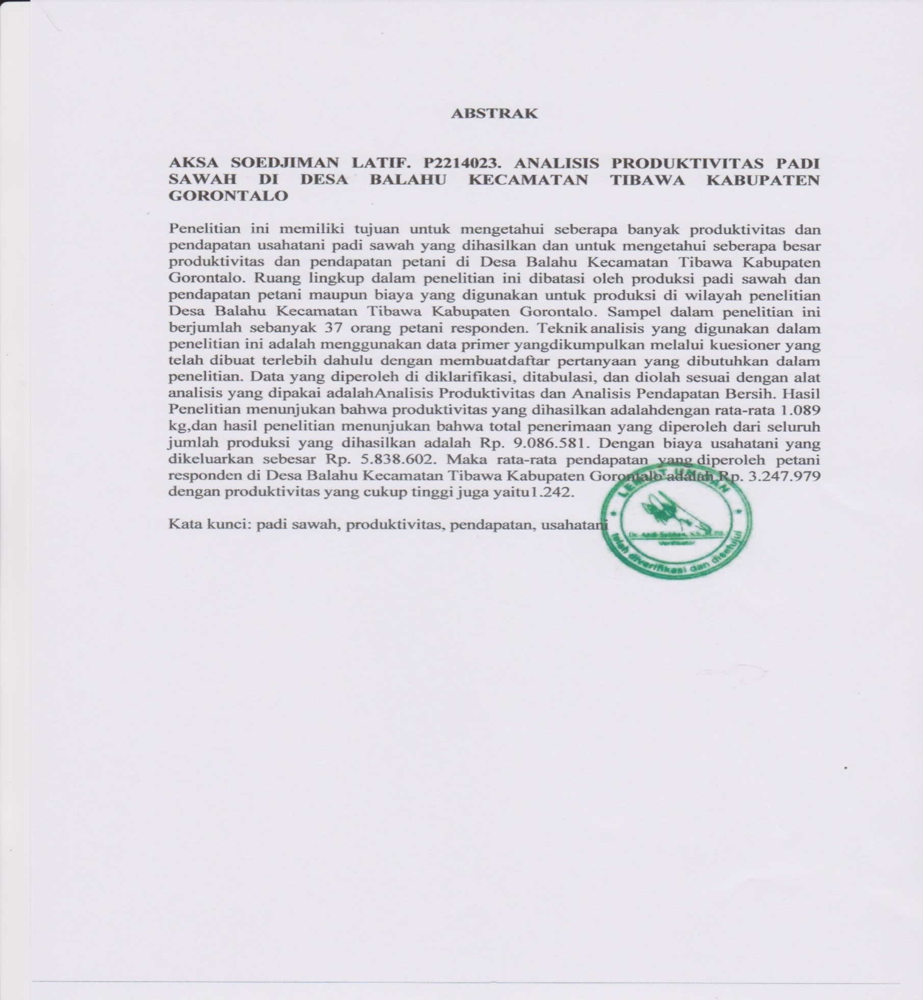 ABSTRAK
AKSA SOEDJIMAN LATIF. P2214023. ANALISIS PRODUKTIVITAS PADI
SAWAH DI DESA BALAHU KECAMATAN TIBAWA KABUPATEN
GORONTALO
Penelitian ini memiliki tujuan untuk mengetahui seberapa banyak produktivitas dan
pendapatan usahatani padi sawah yang dihasilkan dan untuk mengetahui seberapa besar
produktivitas dan pendapatan petani di Desa Balahu Kecamatan Tibawa Kabupaten
Gorontalo. Ruang lingkup dalam penelitian ini dibatasi oleh produksi padi sawah dan
pendapatan petani maupun biaya yang digunakan untuk produksi di wilayah penelitian
Desa Balahu Kecamatan Tibawa Kabupaten Gorontalo. Sampel dalam penelitian ini
berjumlah sebanyak 37 orang petani responden. Teknik analisis yang digunakan dalam
penelitian ini adalah menggunakan data primer yangdikumpulkan melalui kuesioner yang
telah dibuat terlebih dahulu dengan membuatdaftar pertanyaan yang dibutuhkan dalam
penelitian. Data yang diperoleh di diklarifikasi, ditabulasi, dan diolah sesuai dengan alat
analisis yang dipakai adalahAnalisis Produktivitas dan Analisis Pendapatan Bersih. Hasil
Penelitian menunjukan bahwa produktivitas yang dihasilkan adalahdengan rata-rata 1.089
kg,dan hasil penelitian menunjukan bahwa total penerimaan yang diperoleh dari seluruh
jumlah produksi yang dihasilkan adalah Rp. 9.086.581. Dengan biaya usahatani yang
dikeluarkan sebesar Rp. 5.838.602. Maka rata-rata pendapatan yang diperoleh petani
responden di Desa Balahu Kecamatan Tibawa Kabupaten Gorontalo adalah Rp. 3.247.979
dengan produktivitas yang cukup tinggi juga yaitu1.242.
Kata kunci: padi sawah, produktivitas, pendapatan, usahatani
Verifikator
telah diverifikasi dan disetujui